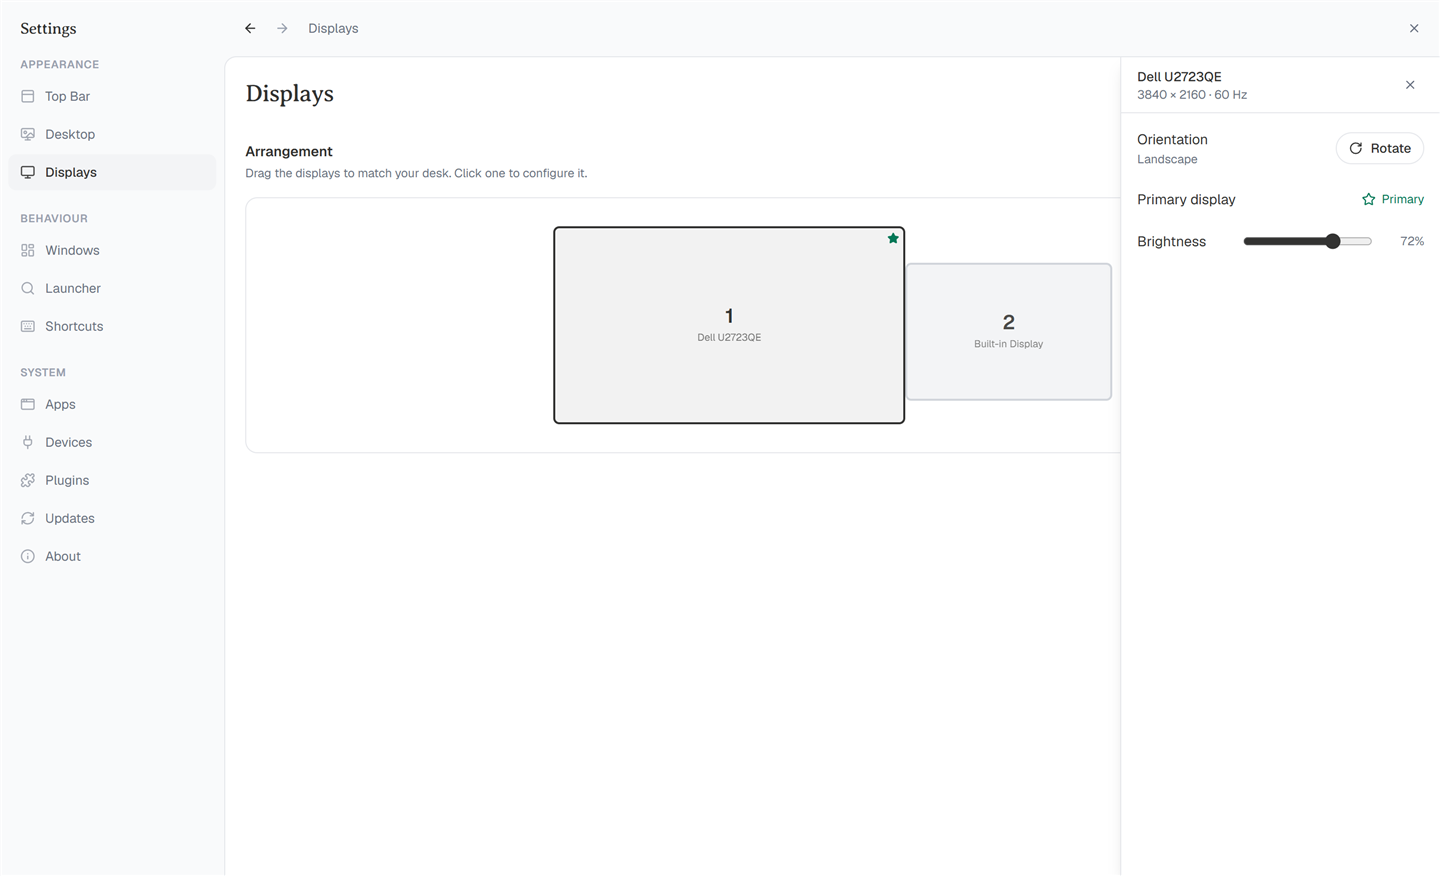 Settings
APPEARANCE
Top Bar
Desktop
Displays
BEHAVIOUR
Windows
Launcher
Shortcuts
SYSTEM
Apps
Devices
Plugins
Updates
About
Displays
Displays
Arrangement
Drag the displays to match your desk. Click one to configure it.
1
Dell U2723QE
2
Built-in Display
Dell U2723QE
3840 × 2160 · 60 Hz
Orientation
Landscape
Rotate
Primary display
Primary
Brightness
72%